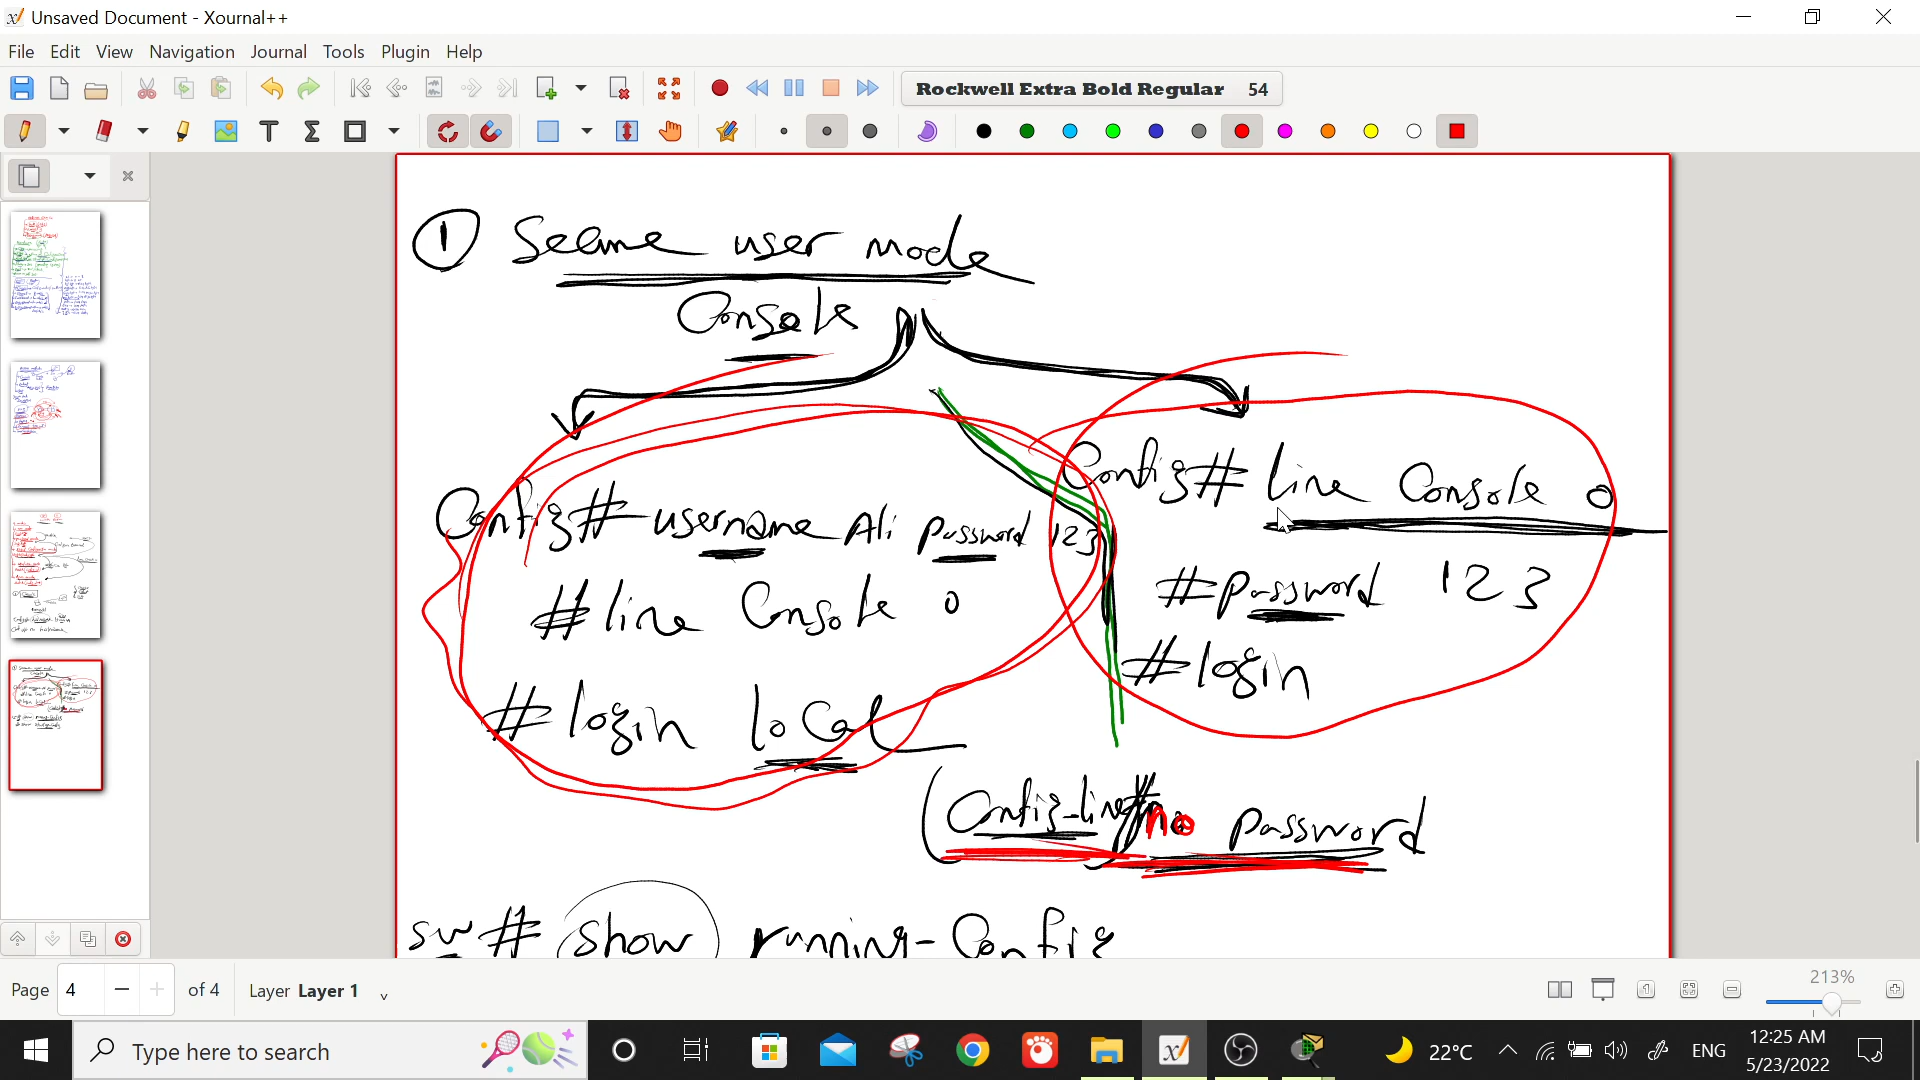 Unsaved Document - Xournal++
File Edit View Navigation Journal Tools Plugin Help
Rockwell Extra Bold Regular 54
① Secure user mode
Console
Config# username Ali password 123
#line Console 0
#login local
Config# line Console 0
#password 123
#login
(Config-line)#no password
sw# show running-Config
Page 4 of 4 Layer Layer 1
213%
Type here to search
22°C
ENG
12:25 AM
5/23/2022